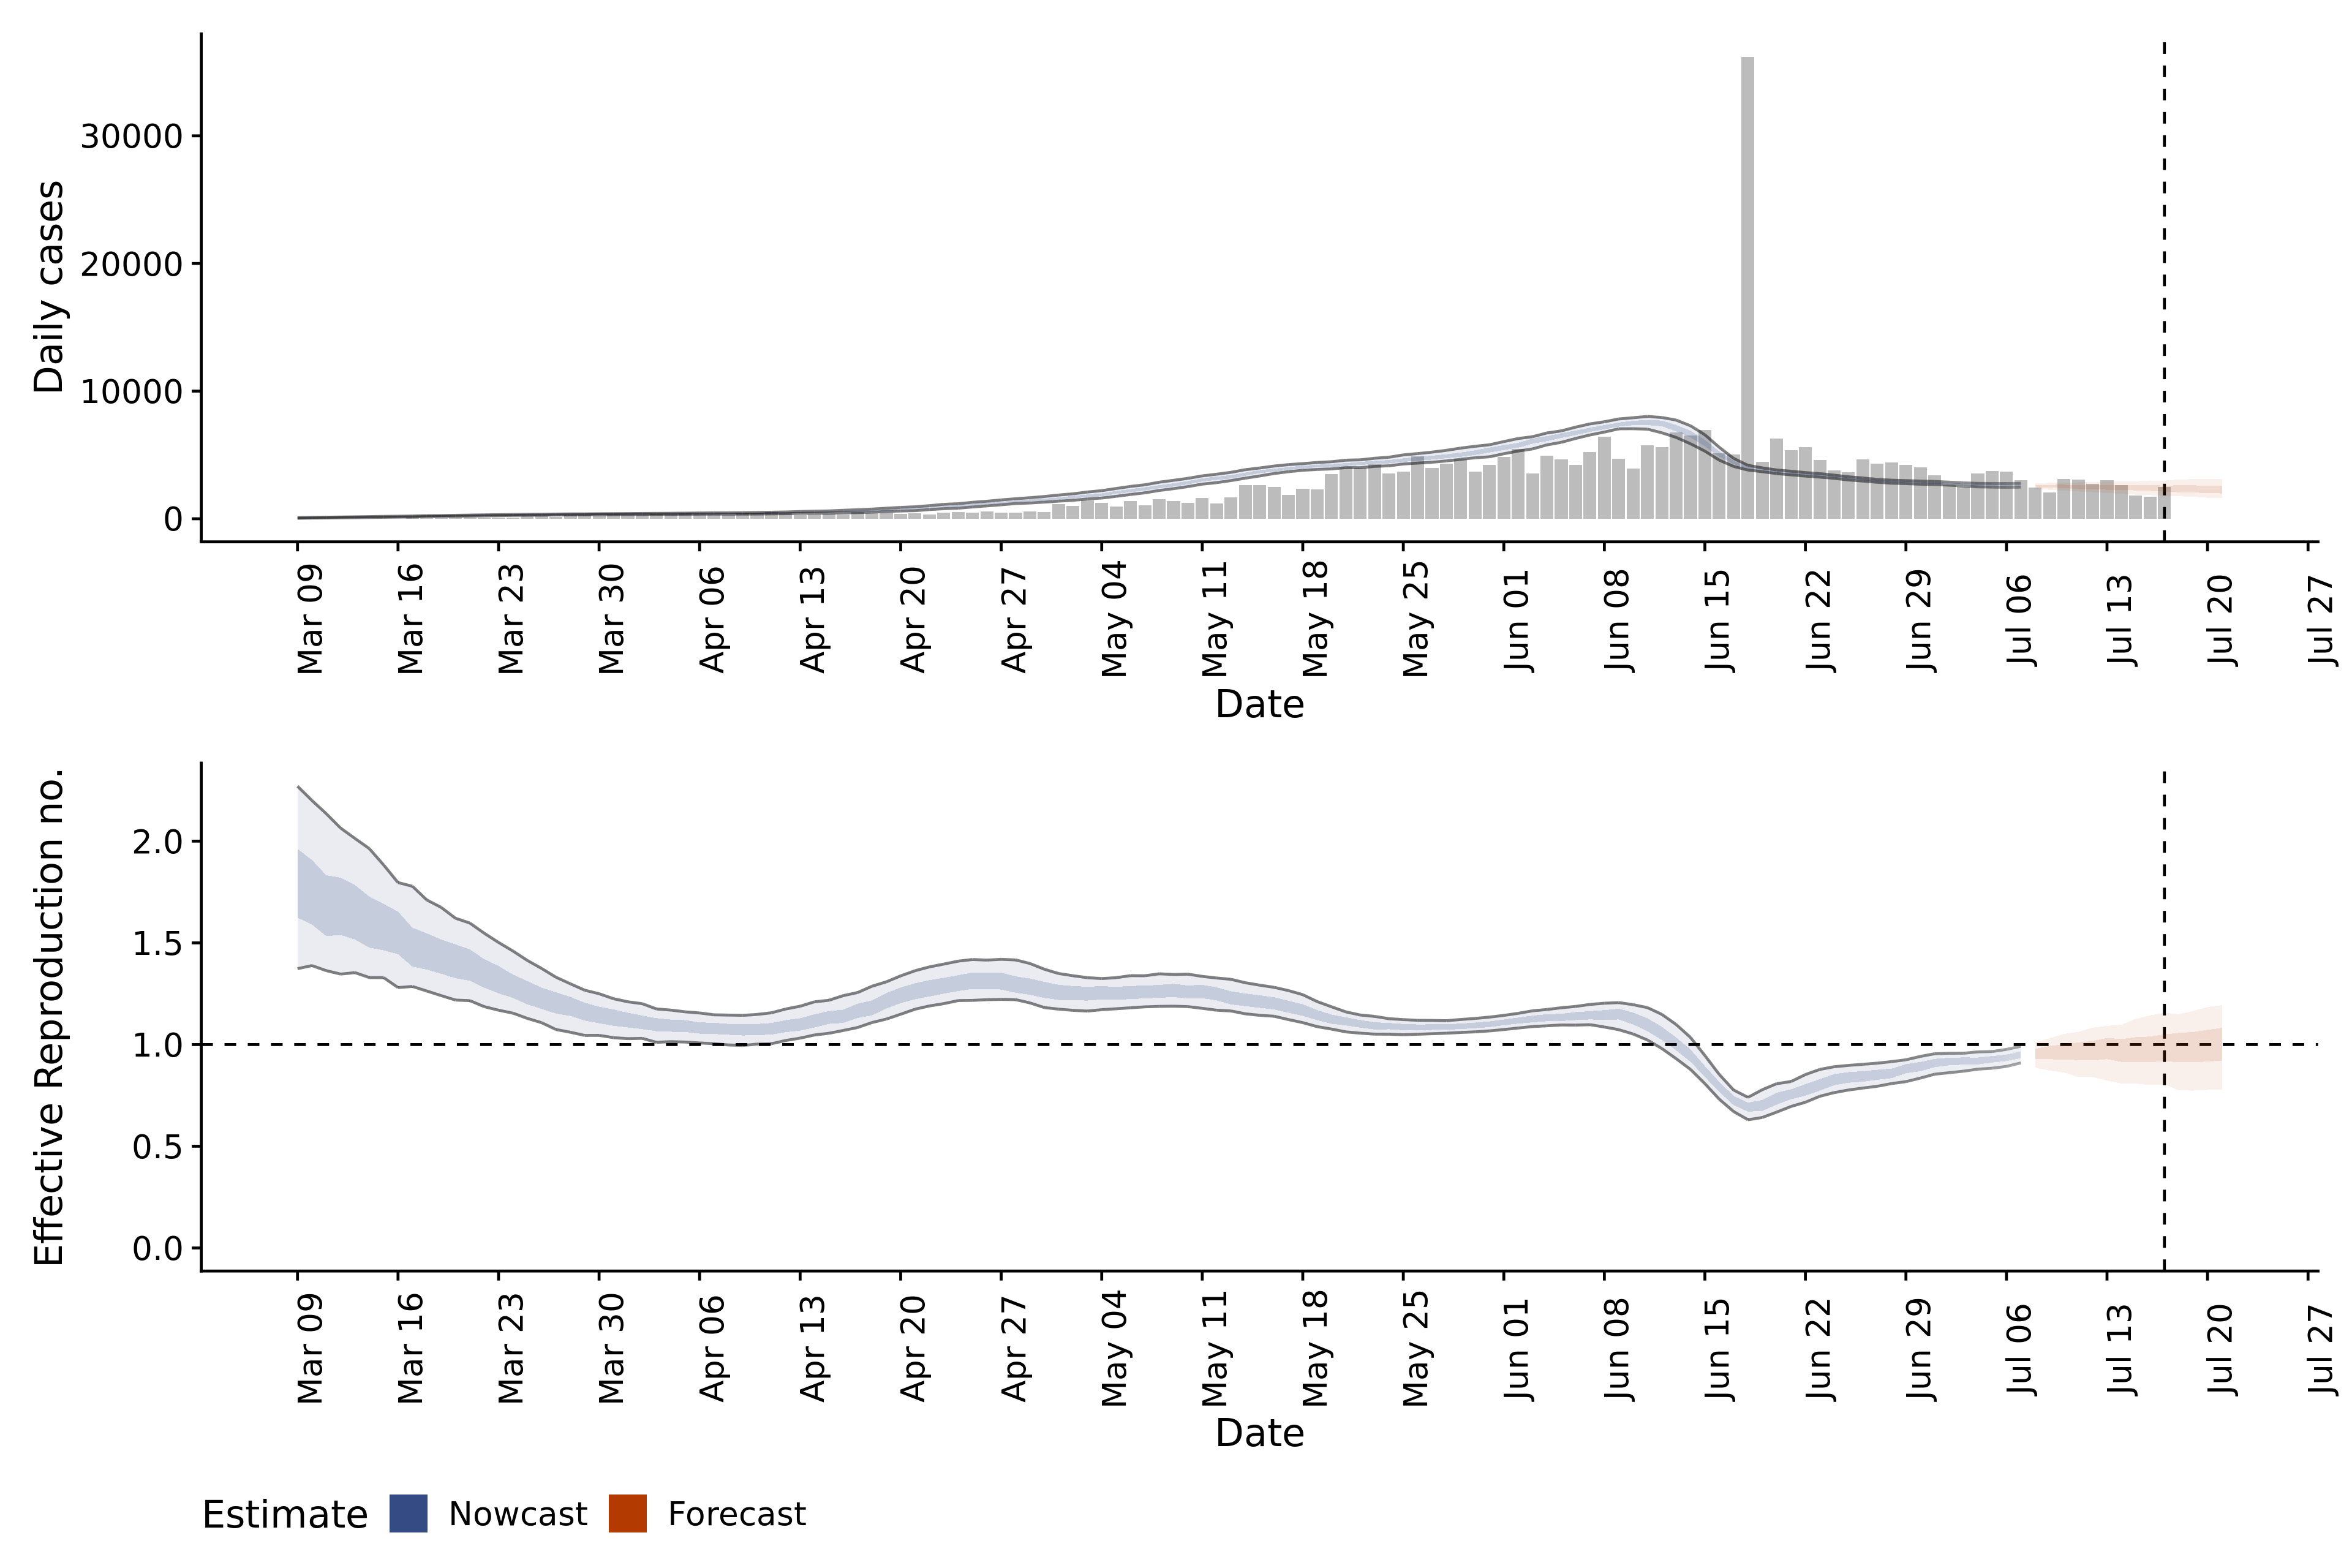 Daily cases
30000
20000
10000
0
Mar 09
Mar 16
Mar 23
Mar 30
Apr 06
Apr 13
Apr 20
Apr 27
May 04
May 11
May 18
May 25
Jun 01
Jun 08
Jun 15
Jun 22
Jun 29
Jul 06
Jul 13
Jul 20
Jul 27
Date
Effective Reproduction no.
2.0
1.5
1.0
0.5
0.0
Mar 09
Mar 16
Mar 23
Mar 30
Apr 06
Apr 13
Apr 20
Apr 27
May 04
May 11
May 18
May 25
Jun 01
Jun 08
Jun 15
Jun 22
Jun 29
Jul 06
Jul 13
Jul 20
Jul 27
Date
Estimate Nowcast Forecast